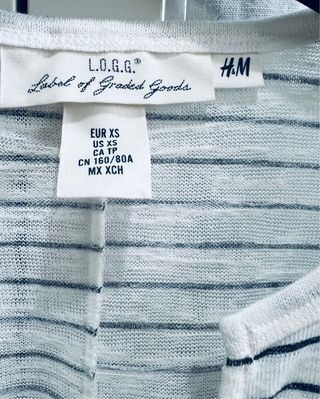 L.O.G.G.®
Label of Graded Goods
H&M
EUR XS
US XS
CA TP
CN 160/80A
MX XCH